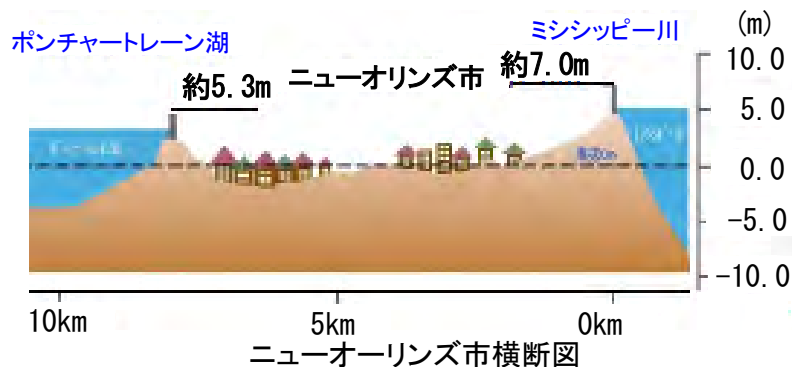 ポンチャートレーン湖
ミシシッピー川
(m)
約5.3m
ニューオリンズ市
約7.0m
10.0
5.0
0.0
-5.0
-10.0
10km
5km
0km
ニューオーリンズ市横断図